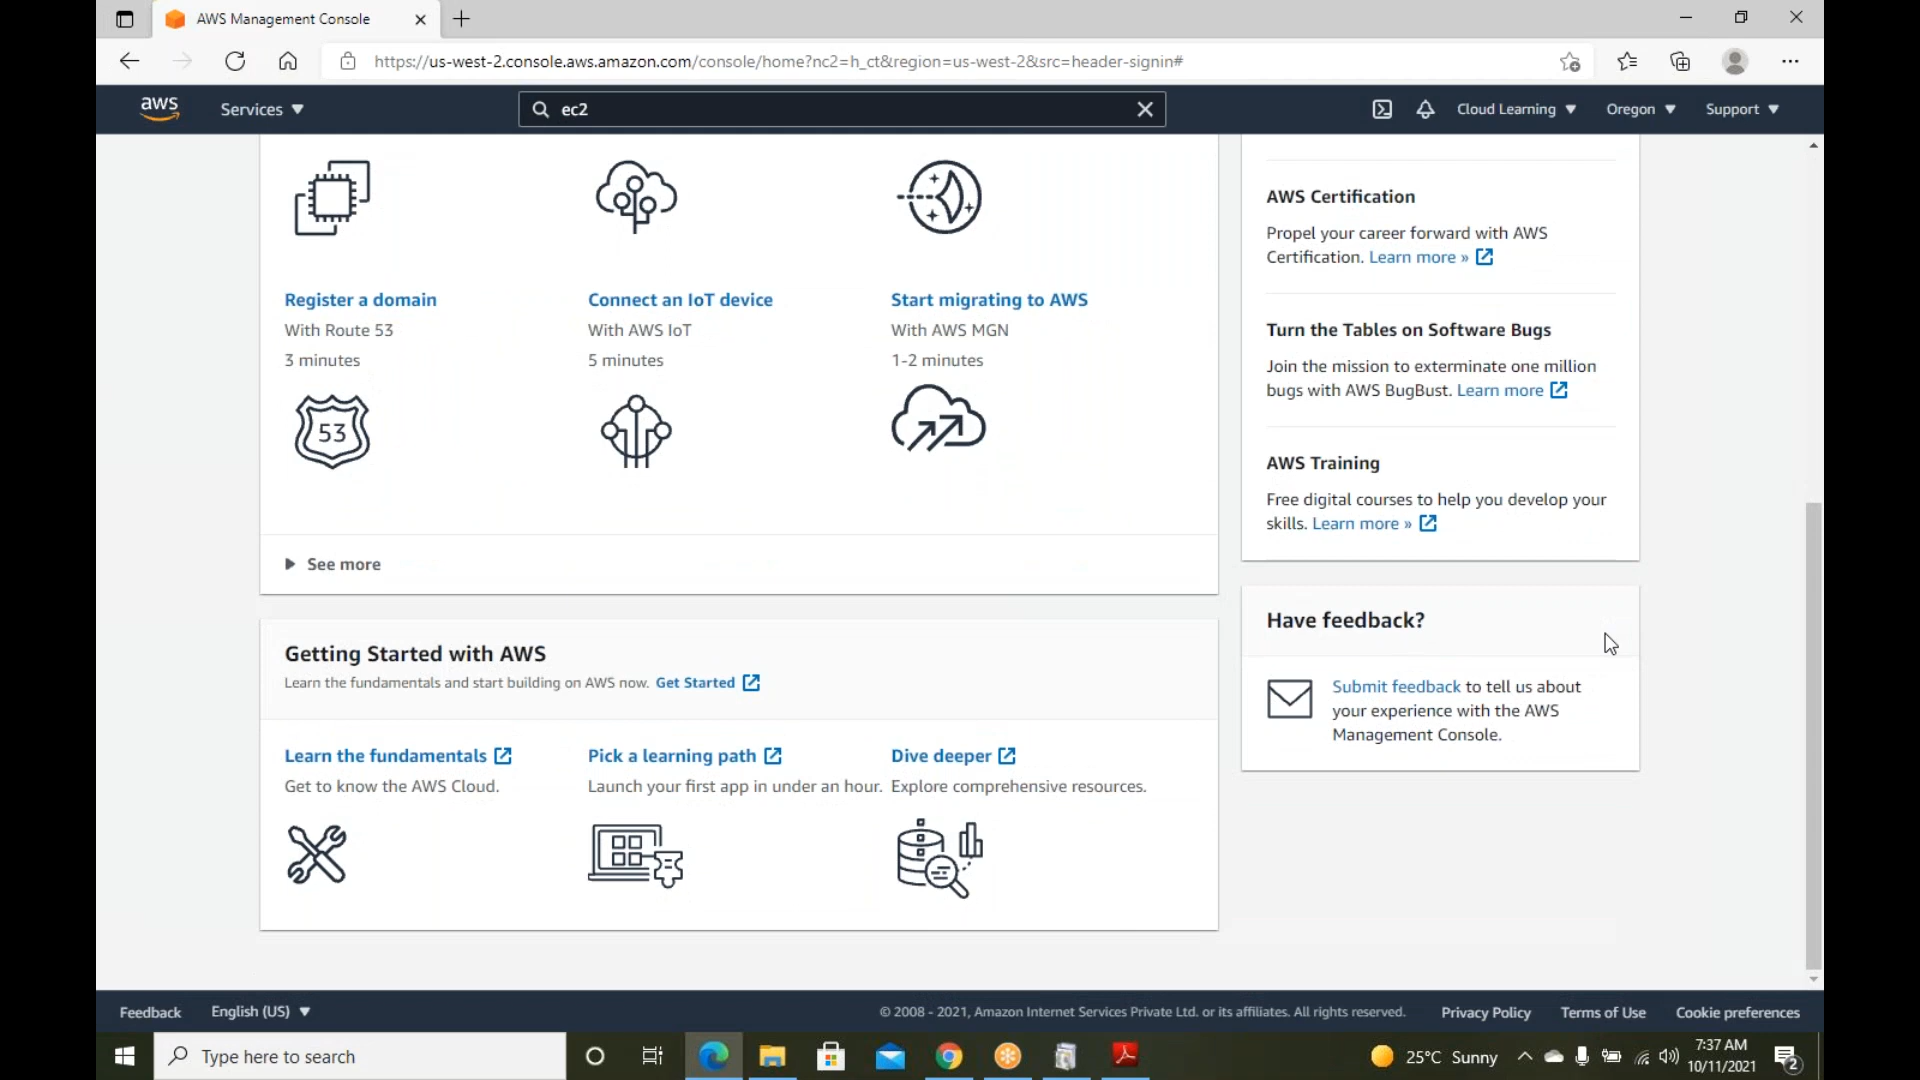 AWS Management Console
https://us-west-2.console.aws.amazon.com/console/home?nc2=h_ct&region=us-west-2&src=header-signin#
aws
Services
ec2
Cloud Learning
Oregon
Support
Register a domain
With Route 53
3 minutes
53
Connect an IoT device
With AWS IoT
5 minutes
Start migrating to AWS
With AWS MGN
1-2 minutes
See more
Getting Started with AWS
Learn the fundamentals and start building on AWS now. Get Started
Learn the fundamentals
Get to know the AWS Cloud.
Pick a learning path
Launch your first app in under an hour.
Dive deeper
Explore comprehensive resources.
AWS Certification
Propel your career forward with AWS
Certification. Learn more »
Turn the Tables on Software Bugs
Join the mission to exterminate one million
bugs with AWS BugBust. Learn more
AWS Training
Free digital courses to help you develop your
skills. Learn more »
Have feedback?
Submit feedback to tell us about
your experience with the AWS
Management Console.
Feedback
English (US)
© 2008 - 2021, Amazon Internet Services Private Ltd. or its affiliates. All rights reserved.
Privacy Policy
Terms of Use
Cookie preferences
Type here to search
25°C Sunny
7:37 AM
10/11/2021
2